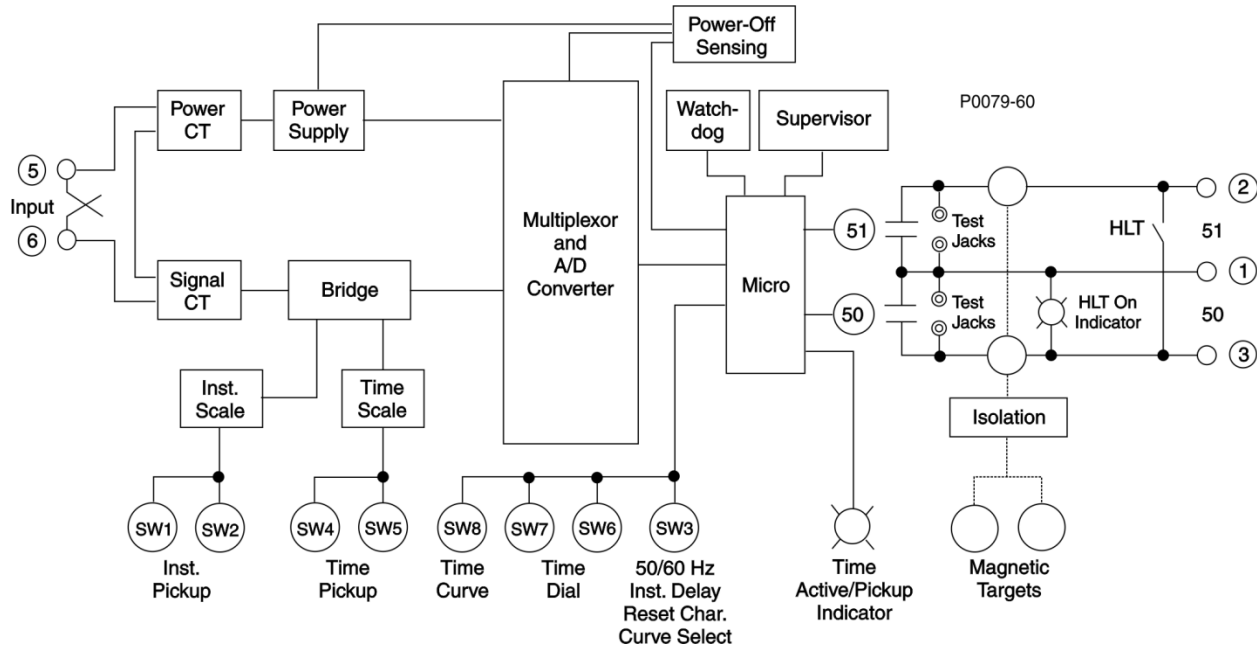 Power-Off
Sensing
P0079-60
Power
CT
Power
Supply
Watch-
dog
Supervisor
5
Input
6
Signal
CT
Bridge
Multiplexor
and
A/D
Converter
Micro
51
50
Test
Jacks
Test
Jacks
HLT
HLT On
Indicator
2
51
1
50
3
Inst.
Scale
Time
Scale
Isolation
SW1
SW2
SW4
SW5
SW8
SW7
SW6
SW3
Inst.
Pickup
Time
Pickup
Time
Curve
Time
Dial
50/60 Hz
Inst. Delay
Reset Char.
Curve Select
Time
Active/Pickup
Indicator
Magnetic
Targets